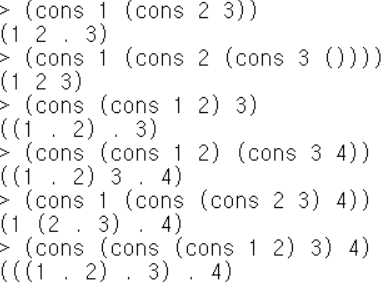 > (cons 1 (cons 2 3))
(1 2 . 3)
> (cons 1 (cons 2 (cons 3 ())))
(1 2 3)
> (cons (cons 1 2) 3)
((1 . 2) . 3)
> (cons (cons 1 2) (cons 3 4))
((1 . 2) 3 . 4)
> (cons 1 (cons (cons 2 3) 4))
(1 (2 . 3) . 4)
> (cons (cons (cons 1 2) 3) 4)
(((1 . 2) . 3) . 4)